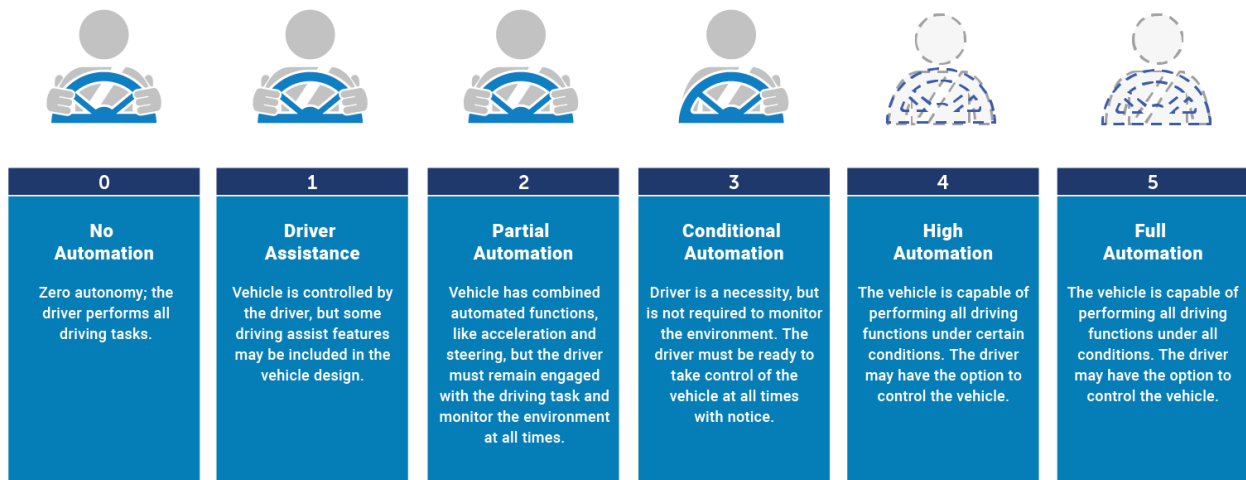 0
No
Automation
Zero autonomy; the
driver performs all
driving tasks.
1
Driver
Assistance
Vehicle is controlled by
the driver, but some
driving assist features
may be included in the
vehicle design.
2
Partial
Automation
Vehicle has combined
automated functions,
like acceleration and
steering, but the driver
must remain engaged
with the driving task and
monitor the environment
at all times.
3
Conditional
Automation
Driver is a necessity, but
is not required to monitor
the environment. The
driver must be ready to
take control of the
vehicle at all times
with notice.
4
High
Automation
The vehicle is capable of
performing all driving
functions under certain
conditions. The driver
may have the option to
control the vehicle.
5
Full
Automation
The vehicle is capable of
performing all driving
functions under all
conditions. The driver
may have the option to
control the vehicle.